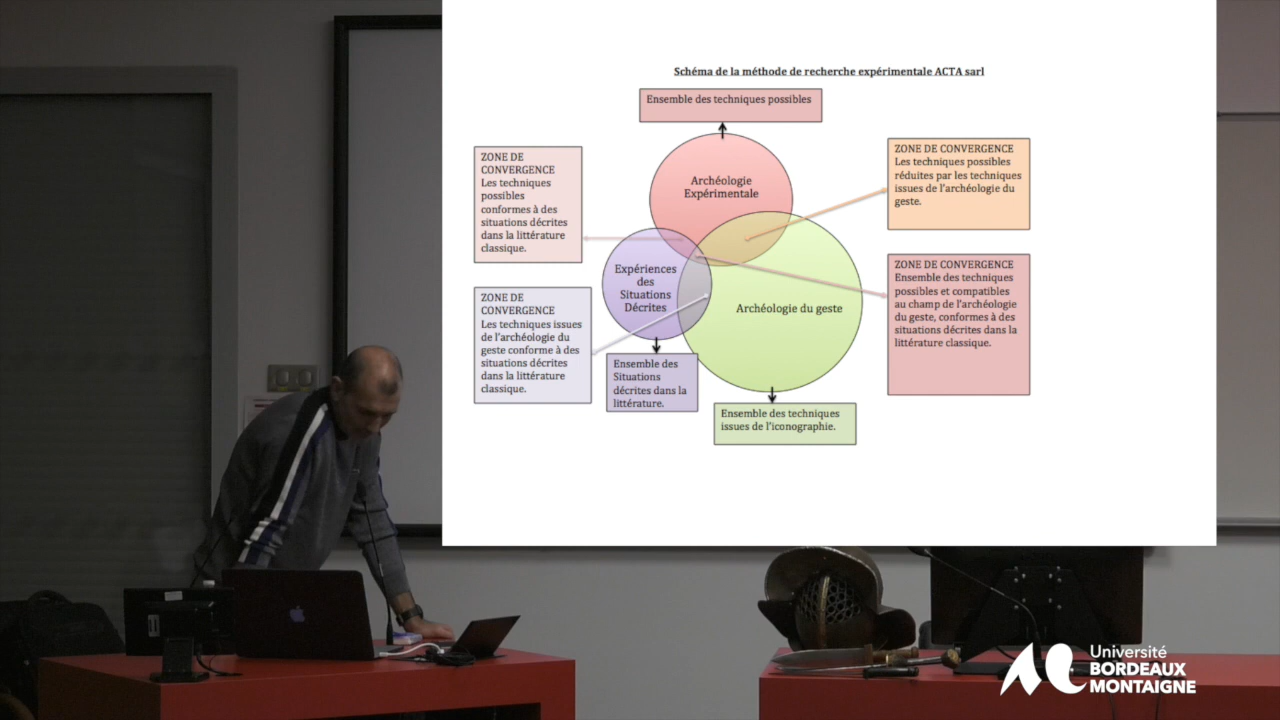 Schéma de la méthode de recherche expérimentale ACTA sarl
Ensemble des techniques possibles
ZONE DE
CONVERGENCE
Les techniques
possibles
conformes à des
situations décrites
dans la littérature
classique.
Archéologie
Expérimentale
ZONE DE CONVERGENCE
Les techniques possibles
réduites par les techniques
issues de l'archéologie du
geste.
Expériences
des
Situations
Décrites
Archéologie du geste
ZONE DE CONVERGENCE
Ensemble des techniques
possibles et compatibles
au champ de l'archéologie
du geste, conformes à des
situations décrites dans la
littérature classique.
ZONE DE
CONVERGENCE
Les techniques issues
de l'archéologie du
geste conforme à des
situations décrites
dans la littérature
classique.
Ensemble des
Situations
décrites dans la
littérature.
Ensemble des techniques
issues de l'iconographie.
Université
BORDEAUX
MONTAIGNE